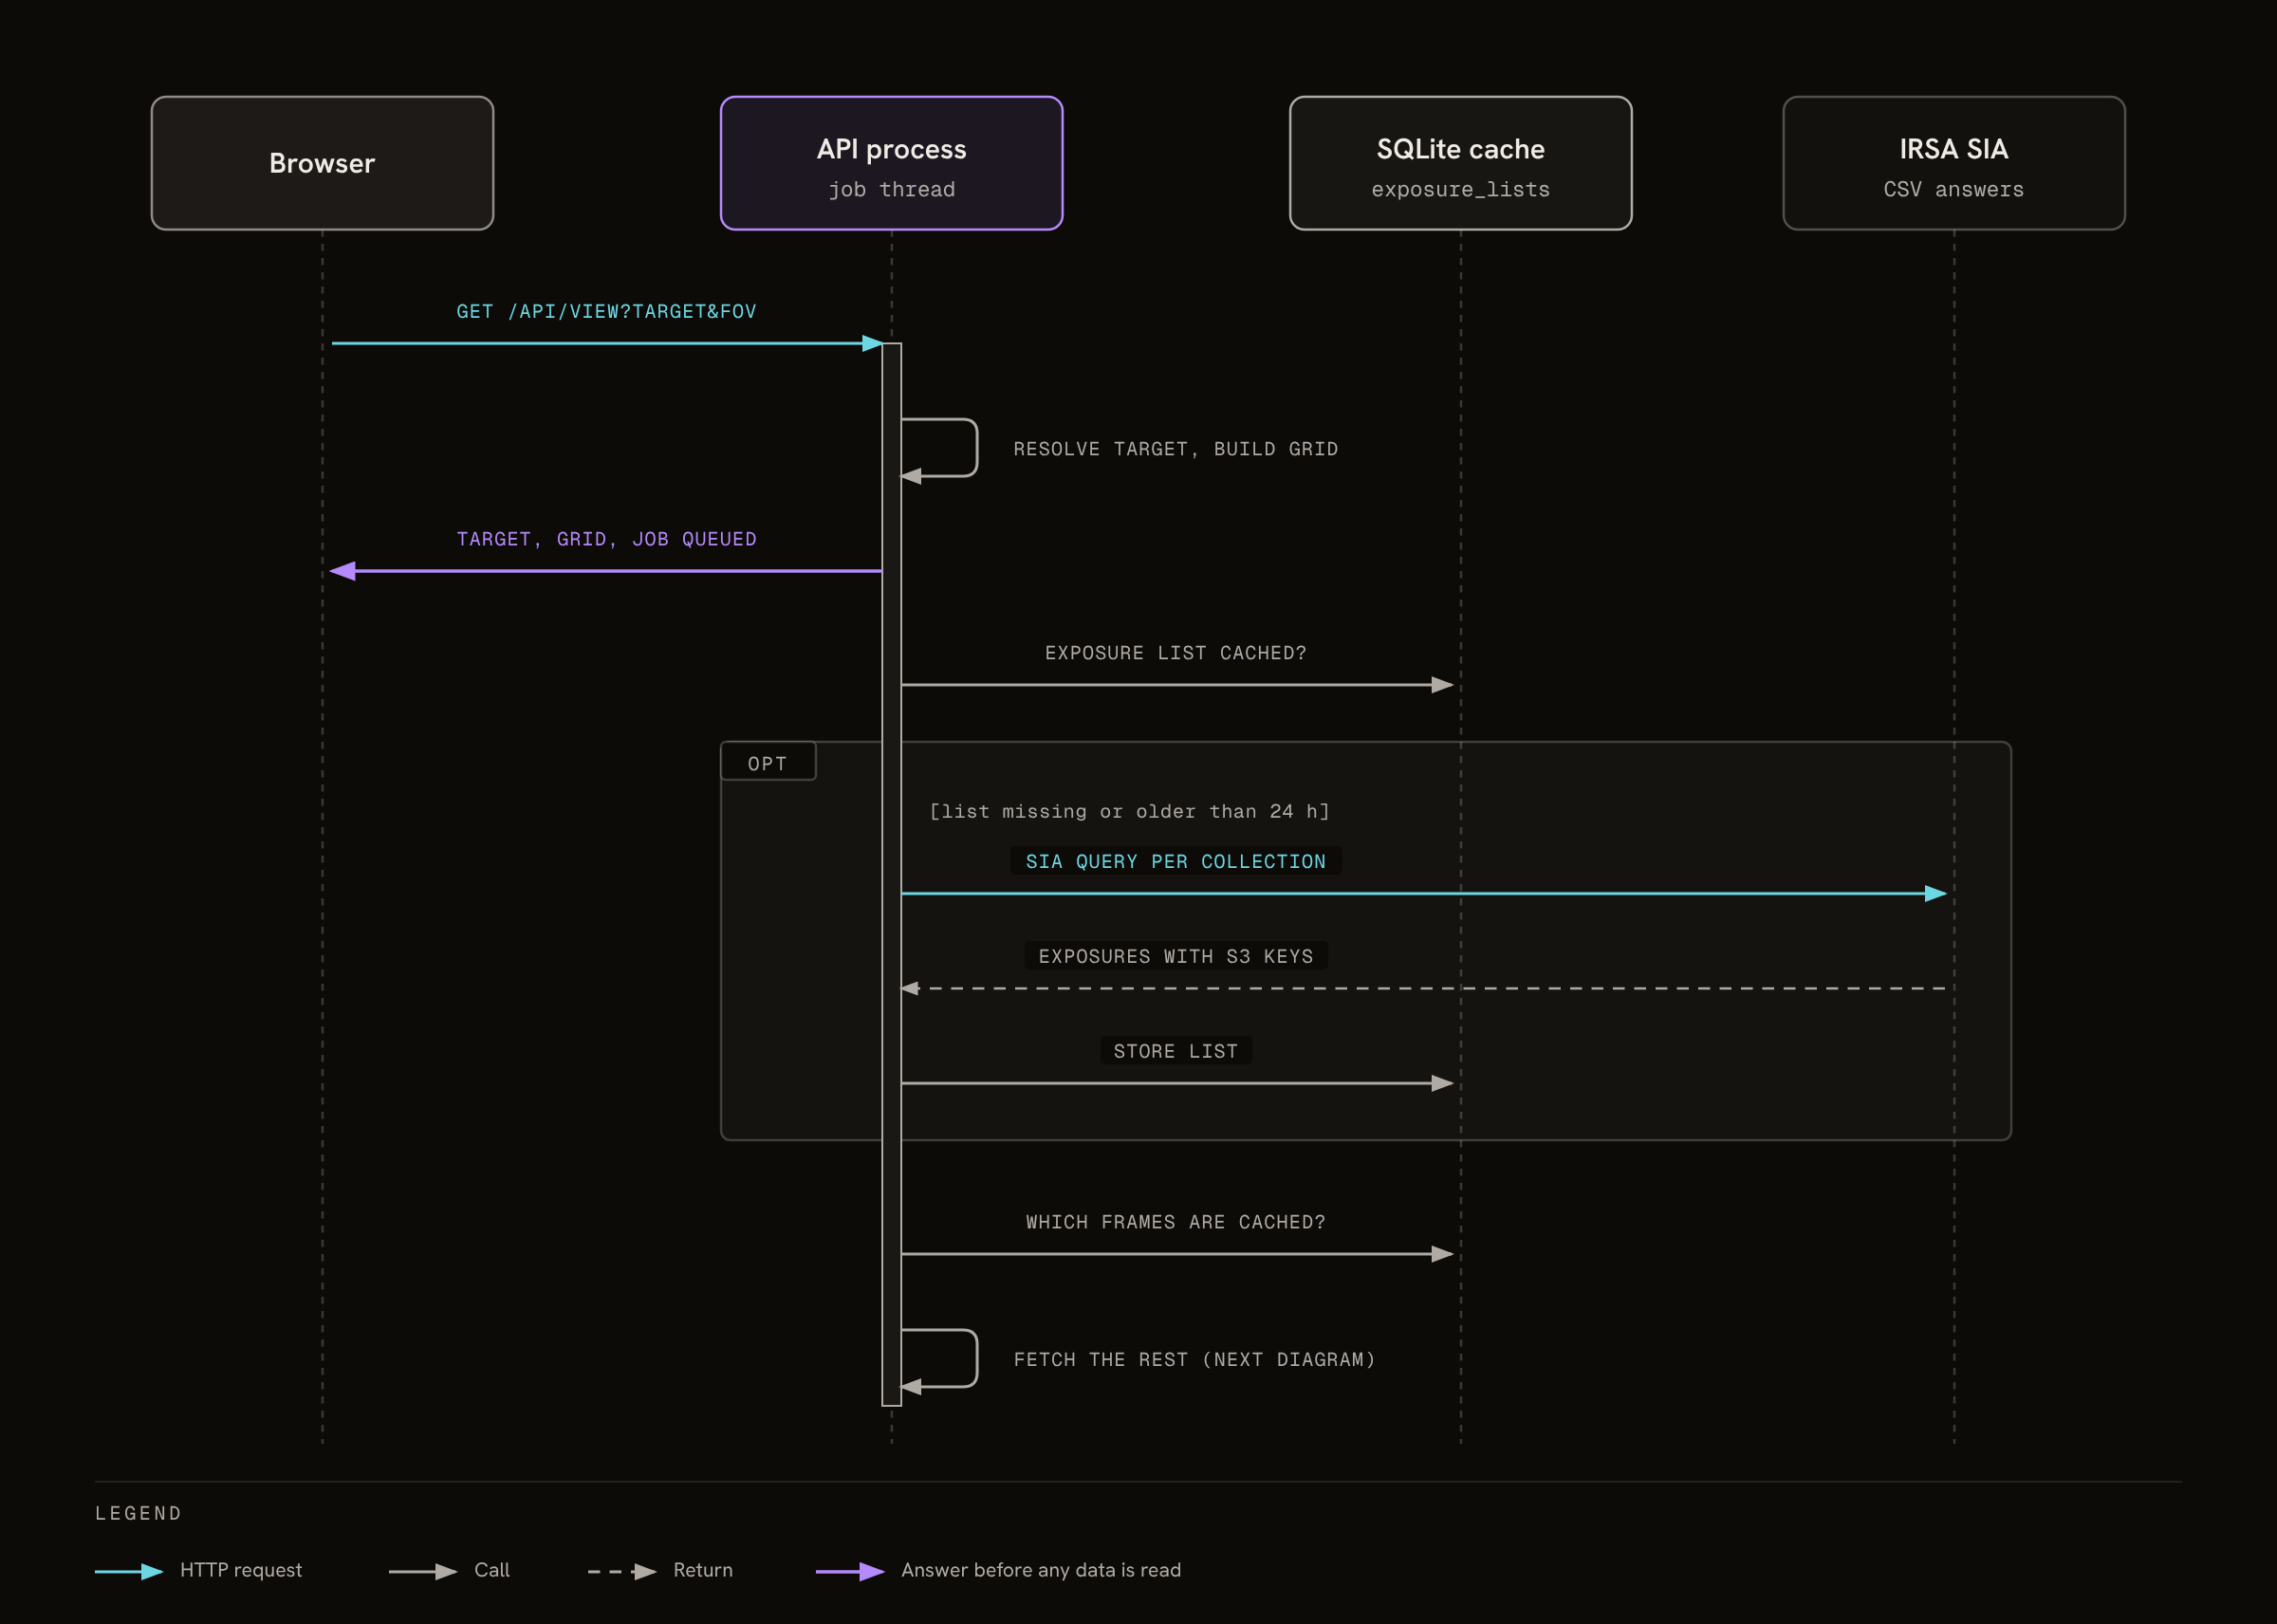 Browser
API process
job thread
SQLite cache
exposure_lists
IRSA SIA
CSV answers
GET /API/VIEW?TARGET&FOV
RESOLVE TARGET, BUILD GRID
TARGET, GRID, JOB QUEUED
EXPOSURE LIST CACHED?
OPT
[list missing or older than 24 h]
SIA QUERY PER COLLECTION
EXPOSURES WITH S3 KEYS
STORE LIST
WHICH FRAMES ARE CACHED?
FETCH THE REST (NEXT DIAGRAM)
LEGEND
HTTP request
Call
Return
Answer before any data is read